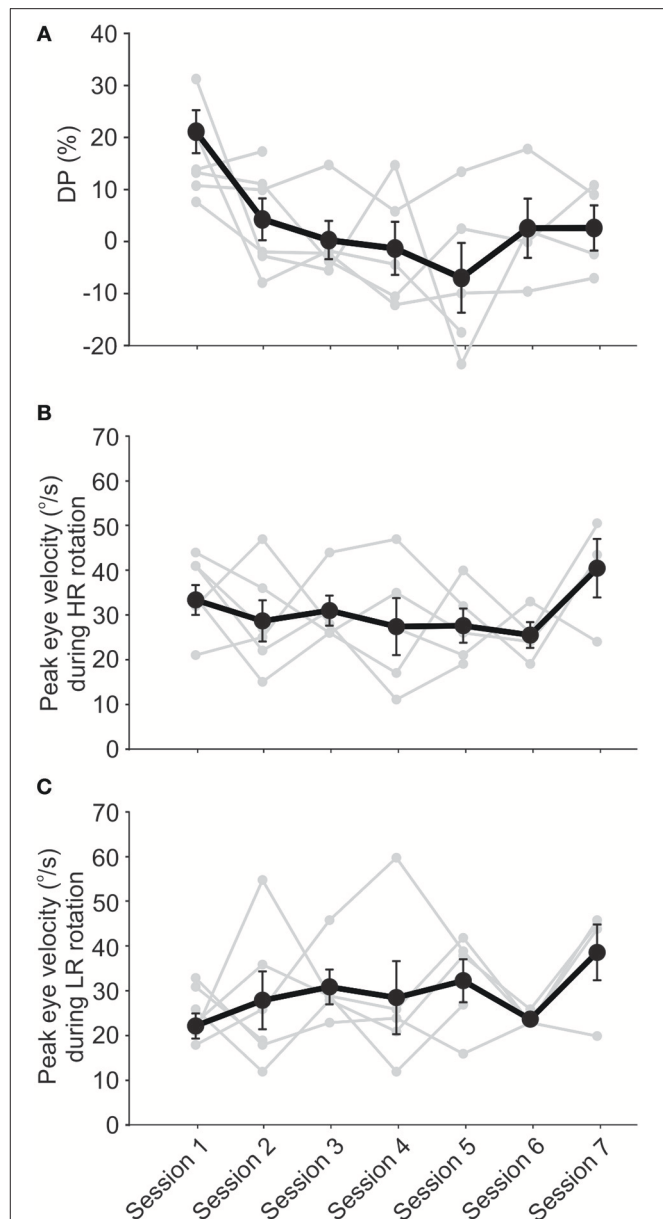 A
40
30
20
10
0
-10
-20
DP (%)
B
70
60
50
40
30
20
10
0
Peak eye velocity (°/s)
during HR rotation
C
70
60
50
40
30
20
10
0
Peak eye velocity (°/s)
during LR rotation
Session 1
Session 2
Session 3
Session 4
Session 5
Session 6
Session 7